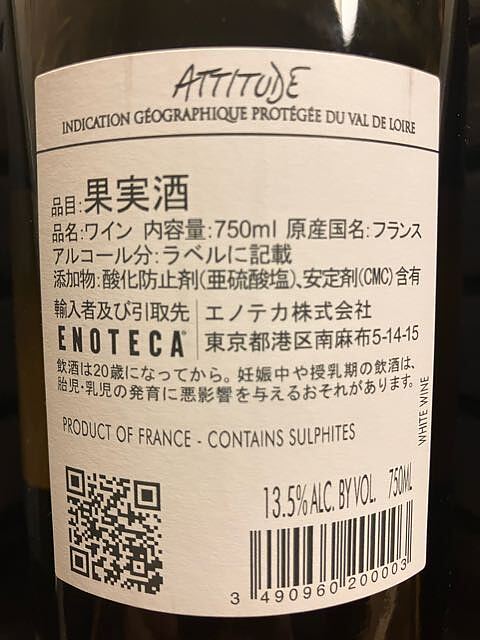 ATTITUDE
INDICATION GÉOGRAPHIQUE PROTÉGÉE DU VAL DE LOIRE
品目:果実酒
品名:ワイン 内容量:750ml 原産国名:フランス
アルコール分:ラベルに記載
添加物:酸化防止剤(亜硫酸塩)、安定剤(CMC)含有
輸入者及び引取先 エノテカ株式会社
ENOTECA® 東京都港区南麻布5-14-15
飲酒は20歳になってから。妊娠中や授乳期の飲酒は、
胎児・乳児の発育に悪影響を与えるおそれがあります。
WHITE WINE
PRODUCT OF FRANCE - CONTAINS SULPHITES
13.5% ALC. BY VOL. 750ML
3 490960 200003